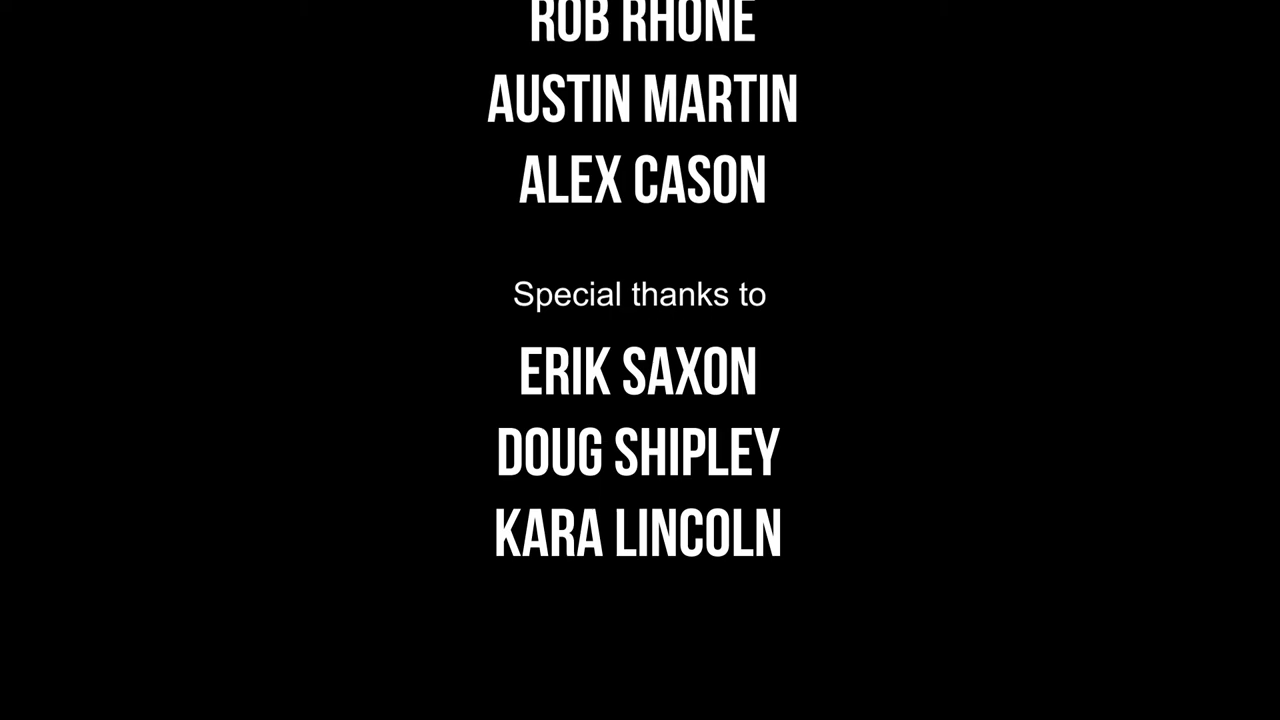 ROB RHONE
AUSTIN MARTIN
ALEX CASON
Special thanks to
ERIK SAXON
DOUG SHIPLEY
KARA LINCOLN